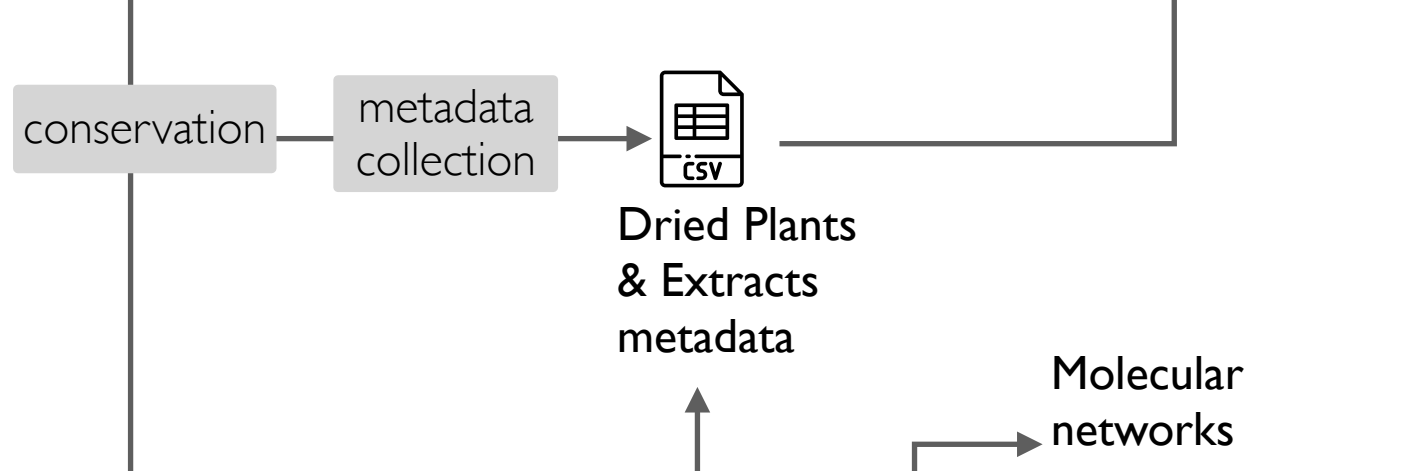 conservation
metadata
collection
CSV
Dried Plants
& Extracts
metadata
Molecular
networks